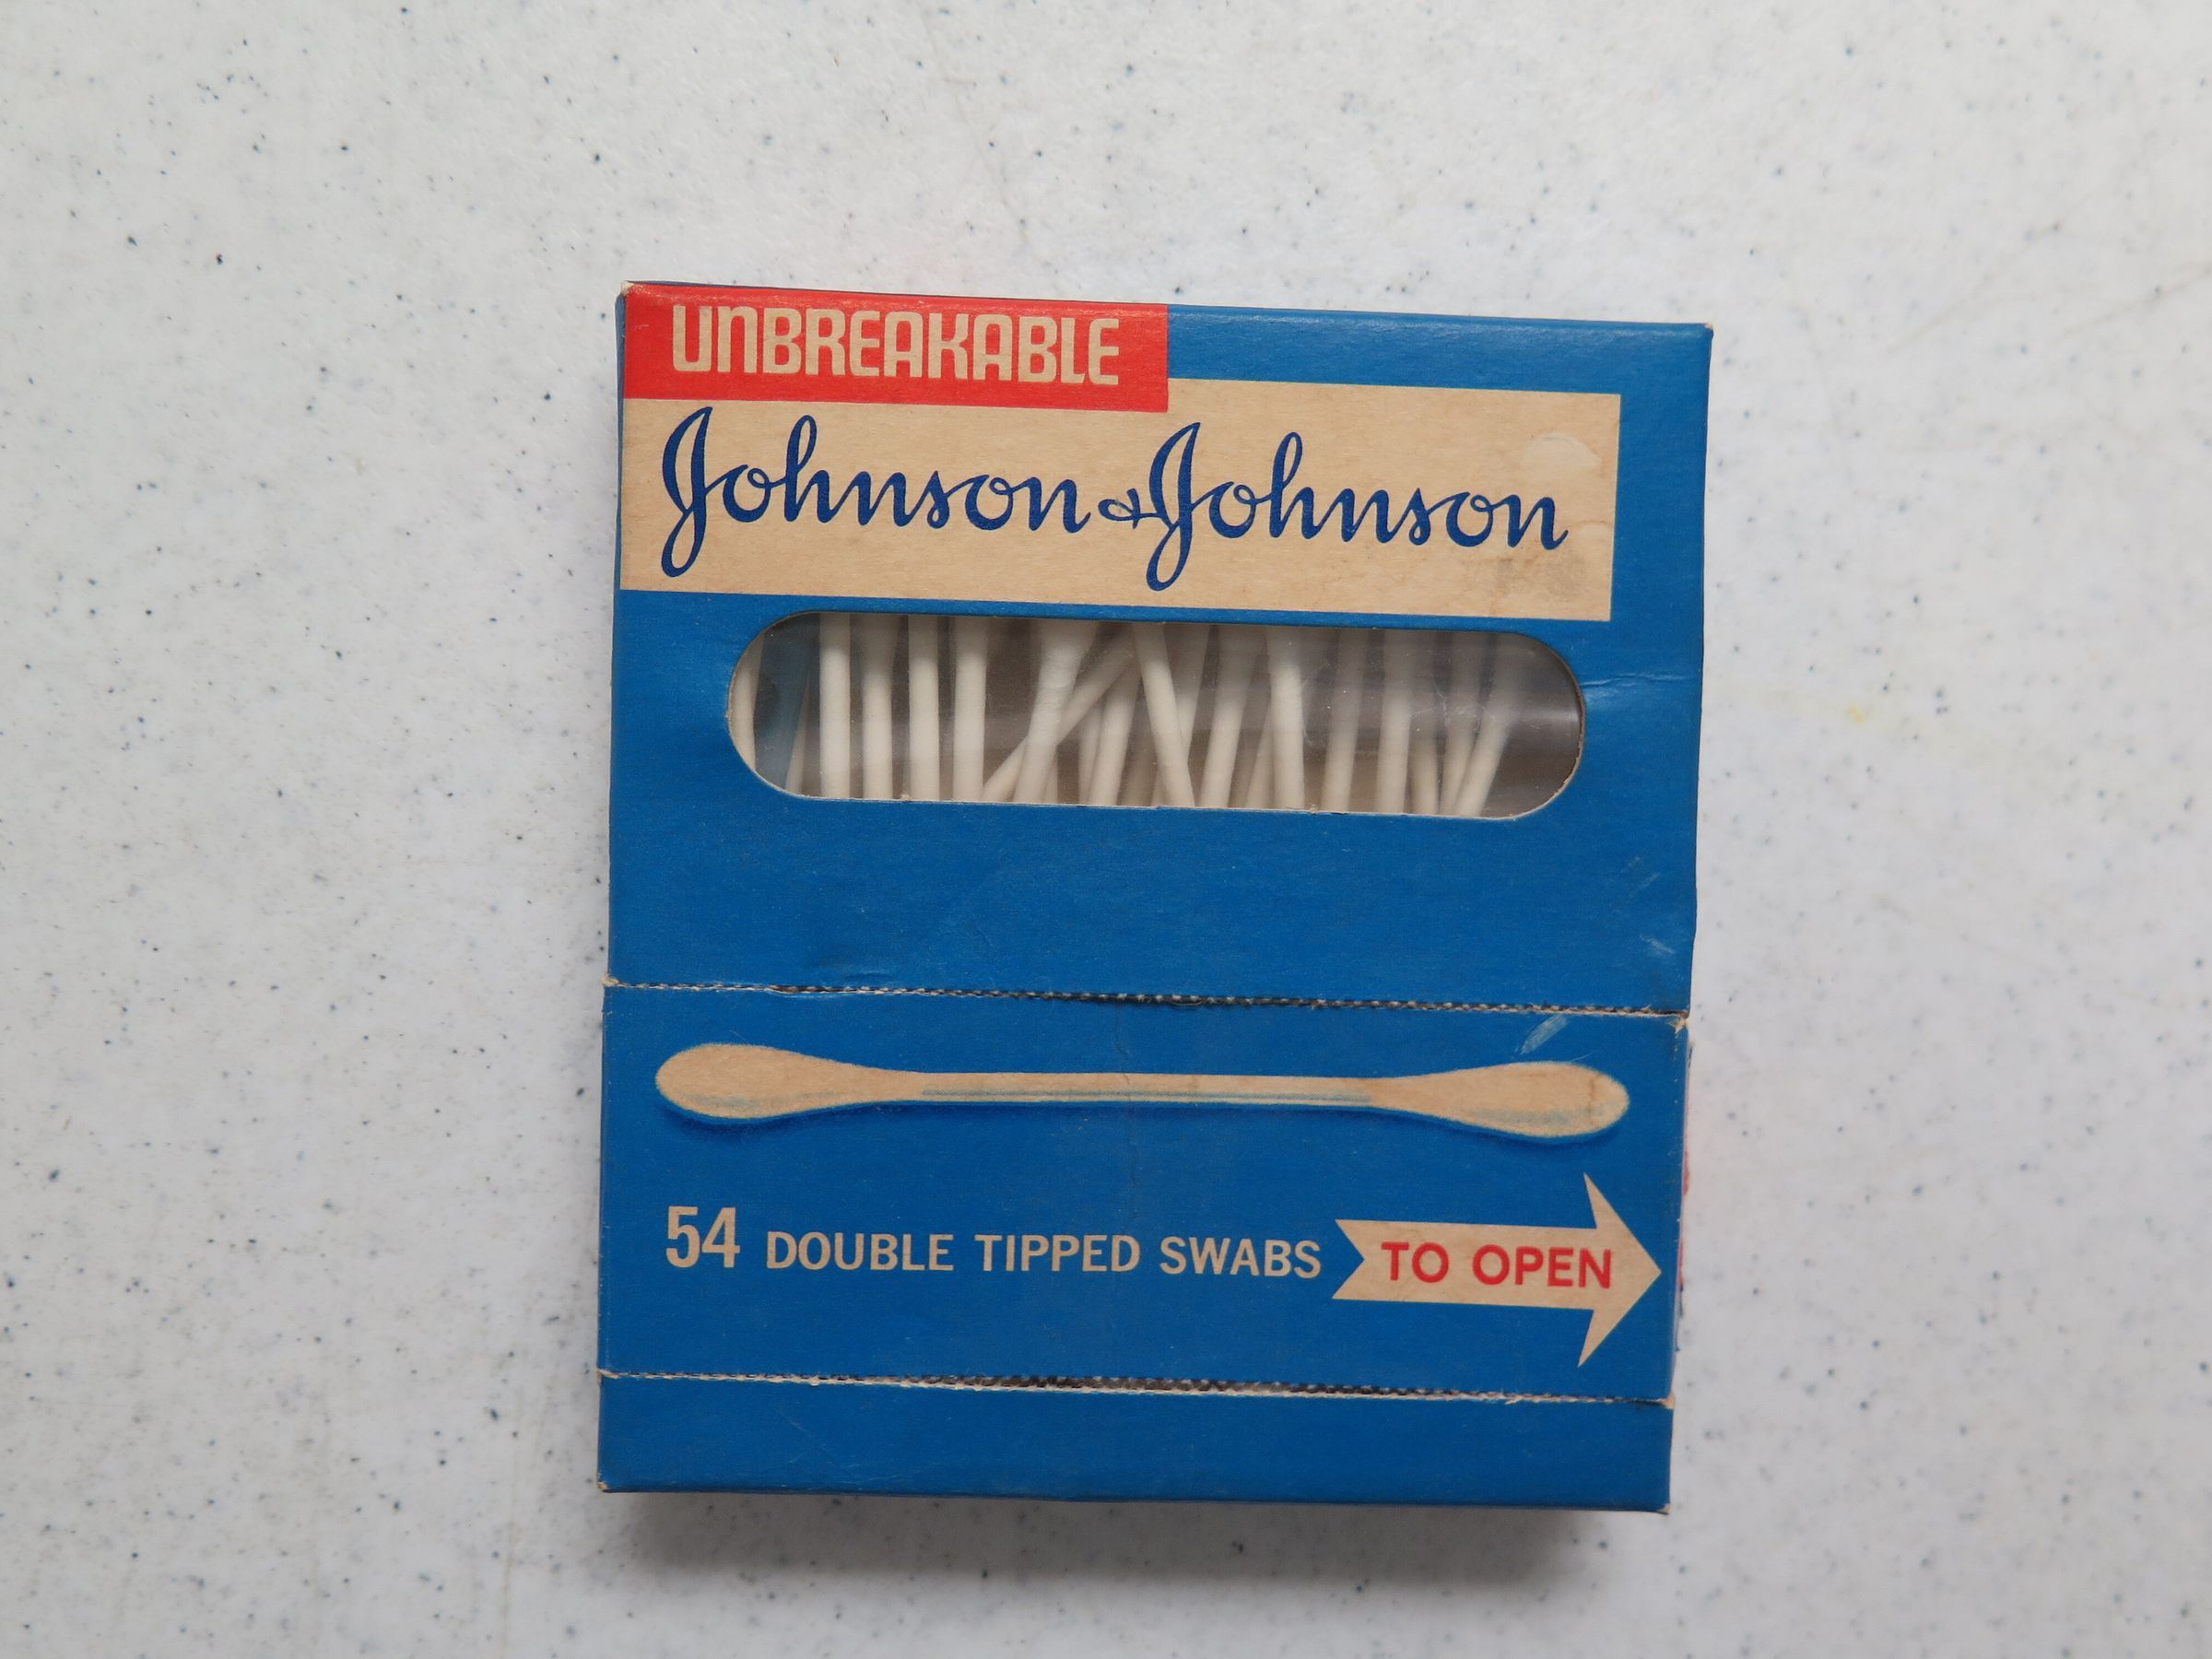 UNBREAKABLE
Johnson & Johnson
54 DOUBLE TIPPED SWABS
TO OPEN